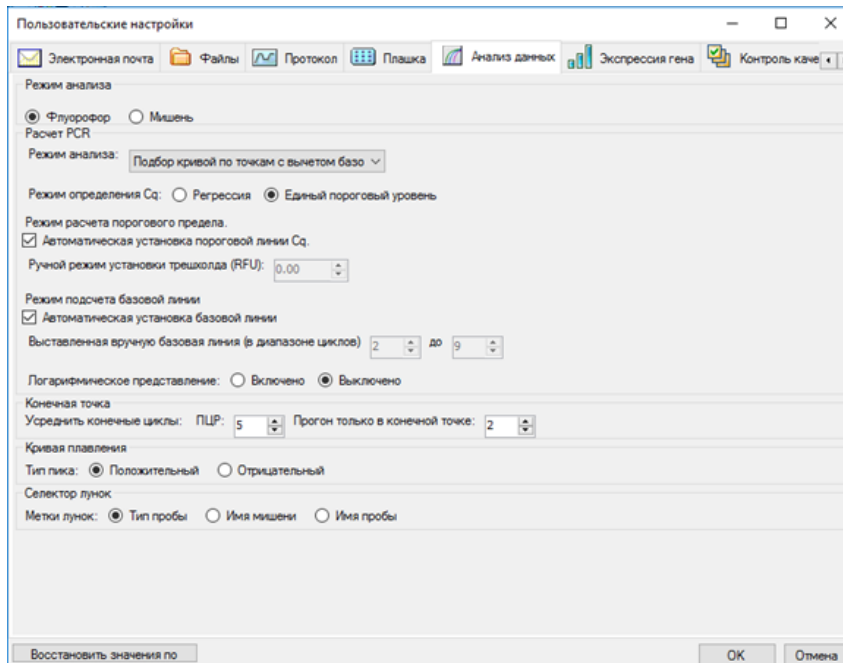 Пользовательские настройки
Электронная почта Файлы Протокол Плашка Анализ данных Экспрессия гена Контроль каче
Режим анализа
Флуорофор Мишень
Расчет PCR
Режим анализа: Подбор кривой по точкам с вычетом базо
Режим определения Cq: Регрессия Единый пороговый уровень
Режим расчета порогового предела.
Автоматическая установка пороговой линии Cq.
Ручной режим установки трешхолда (RFU): 0.00
Режим подсчета базовой линии
Автоматическая установка базовой линии
Выставленная вручную базовая линия (в диапазоне циклов) 2 до 9
Логарифмическое представление: Включено Выключено
Конечная точка
Усреднить конечные циклы: ПЦР: 5 Прогон только в конечной точке: 2
Кривая плавления
Тип пика: Положительный Отрицательный
Селектор лунок
Метки лунок: Тип пробы Имя мишени Имя пробы
Восстановить значения по OK Отмена